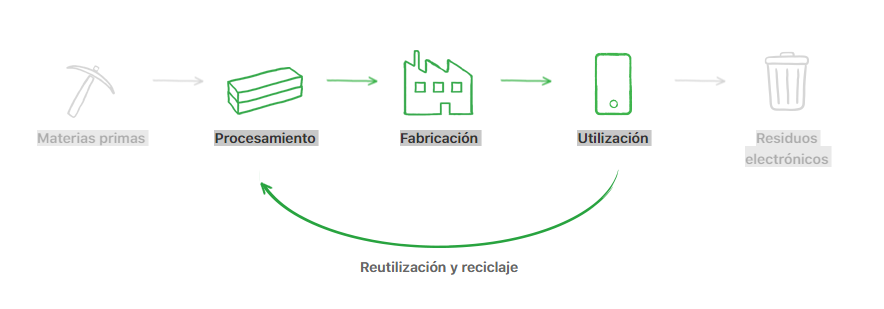 Materias primas
Procesamiento
Fabricación
Utilización
Residuos
electrónicos
Reutilización y reciclaje